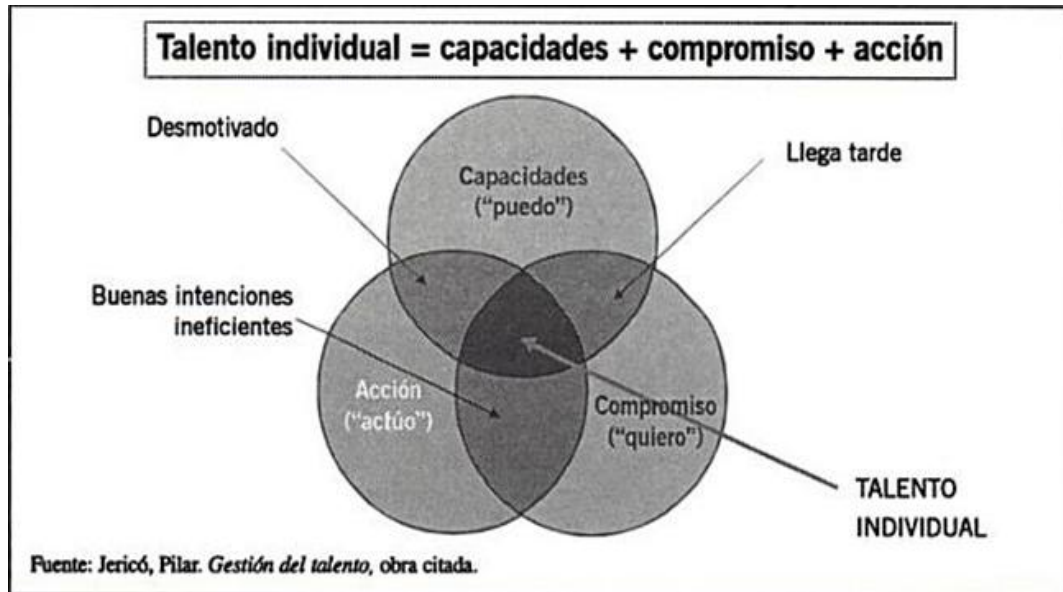 Talento individual = capacidades + compromiso + acción
Desmotivado
Llega tarde
Capacidades
("puedo")
Buenas intenciones
ineficientes
Acción
("actúo")
Compromiso
("quiero")
TALENTO
INDIVIDUAL
Fuente: Jericó, Pilar. Gestión del talento, obra citada.